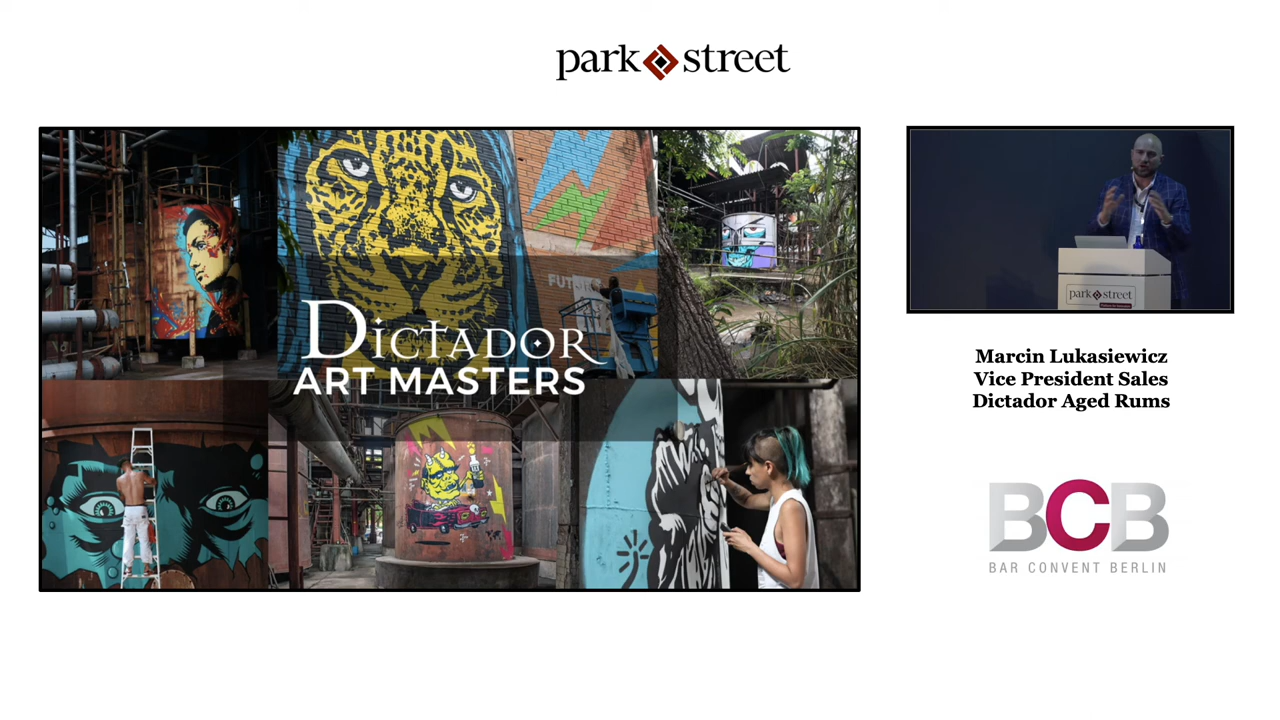 park street
FUTU
DICTADOR
ART MASTERS
park street
Marcin Lukasiewicz
Vice President Sales
Dictador Aged Rums
BCB
BAR CONVENT BERLIN